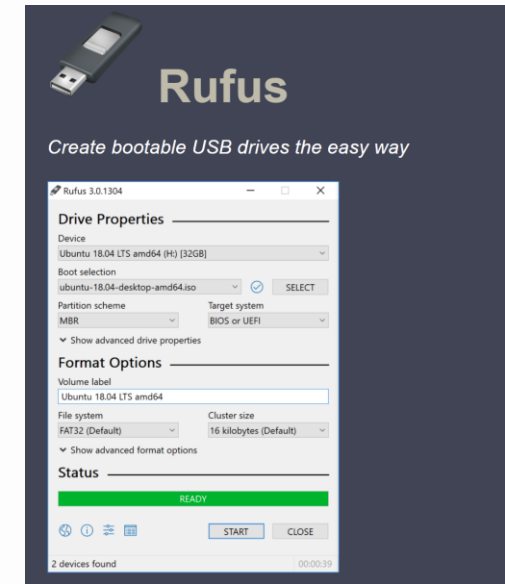 Rufus
Create bootable USB drives the easy way
Rufus 3.0.1304
Drive Properties
Device
Ubuntu 18.04 LTS amd64 (H:) [32GB]
Boot selection
ubuntu-18.04-desktop-amd64.iso SELECT
Partition scheme Target system
MBR BIOS or UEFI
Show advanced drive properties
Format Options
Volume label
Ubuntu 18.04 LTS amd64
File system Cluster size
FAT32 (Default) 16 kilobytes (Default)
Show advanced format options
Status
READY
START CLOSE
2 devices found 00:00:39